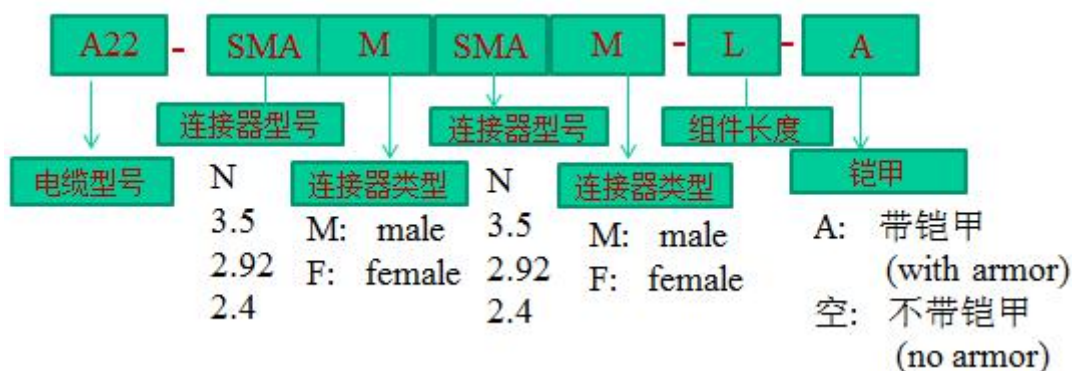 A22 - SMA M SMA M - L - A
连接器型号 连接器型号 组件长度
电缆型号 连接器类型 连接器类型 铠甲
N N
3.5 M: male 3.5 M: male A: 带铠甲
2.92 F: female 2.92 F: female (with armor)
2.4 2.4 空: 不带铠甲
(no armor)